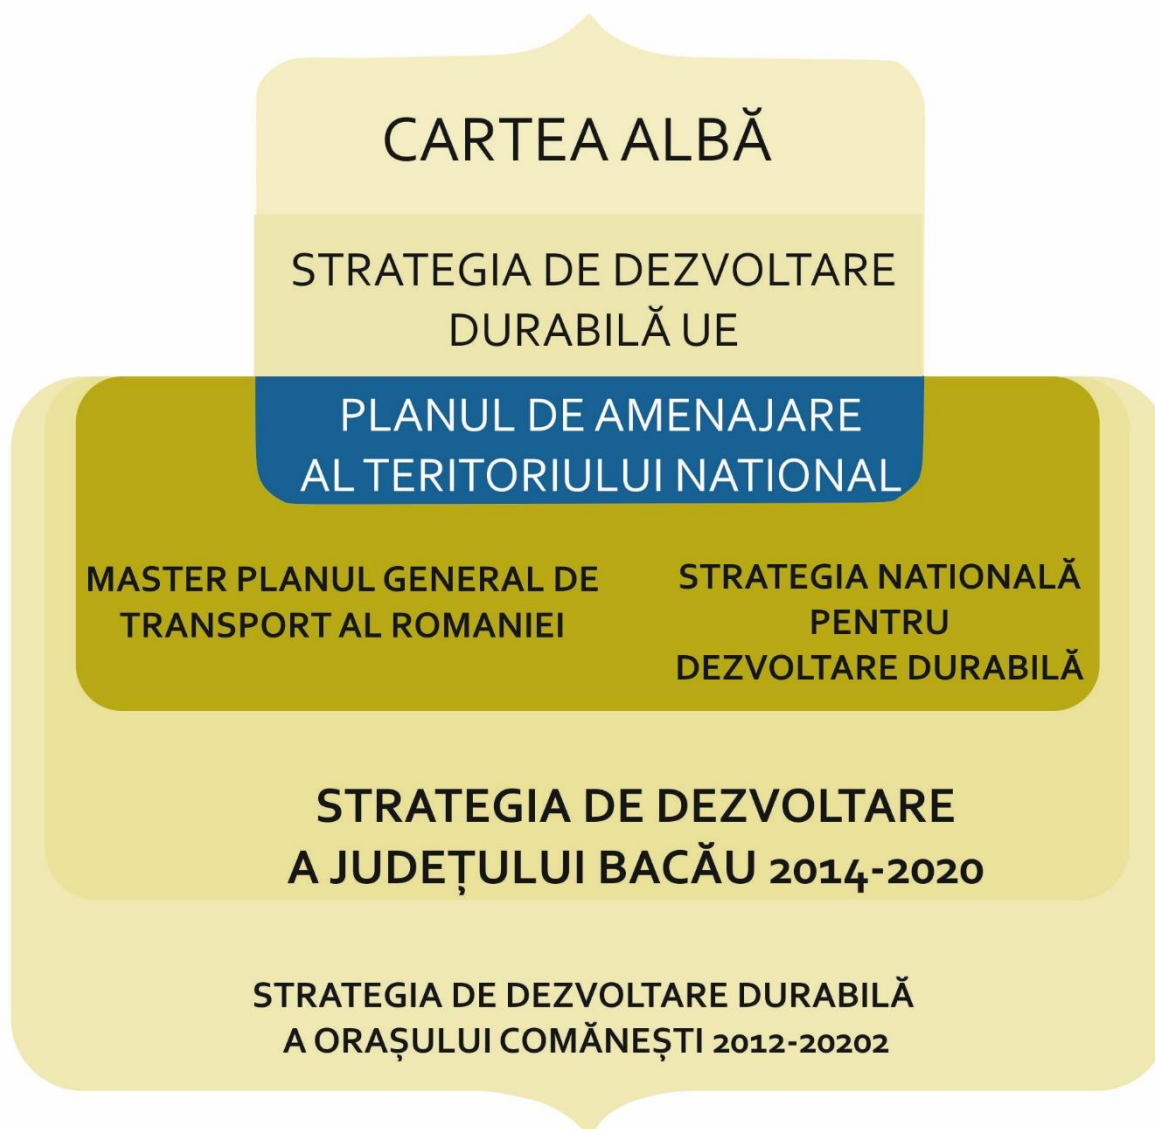 CARTEA ALBĂ
STRATEGIA DE DEZVOLTARE
DURABILĂ UE
PLANUL DE AMENAJARE
AL TERITORIULUI NATIONAL
MASTER PLANUL GENERAL DE
TRANSPORT AL ROMANIEI
STRATEGIA NATIONALĂ
PENTRU
DEZVOLTARE DURABILĂ
STRATEGIA DE DEZVOLTARE
A JUDEȚULUI BACĂU 2014-2020
STRATEGIA DE DEZVOLTARE DURABILĂ
A ORAȘULUI COMĂNEȘTI 2012-20202